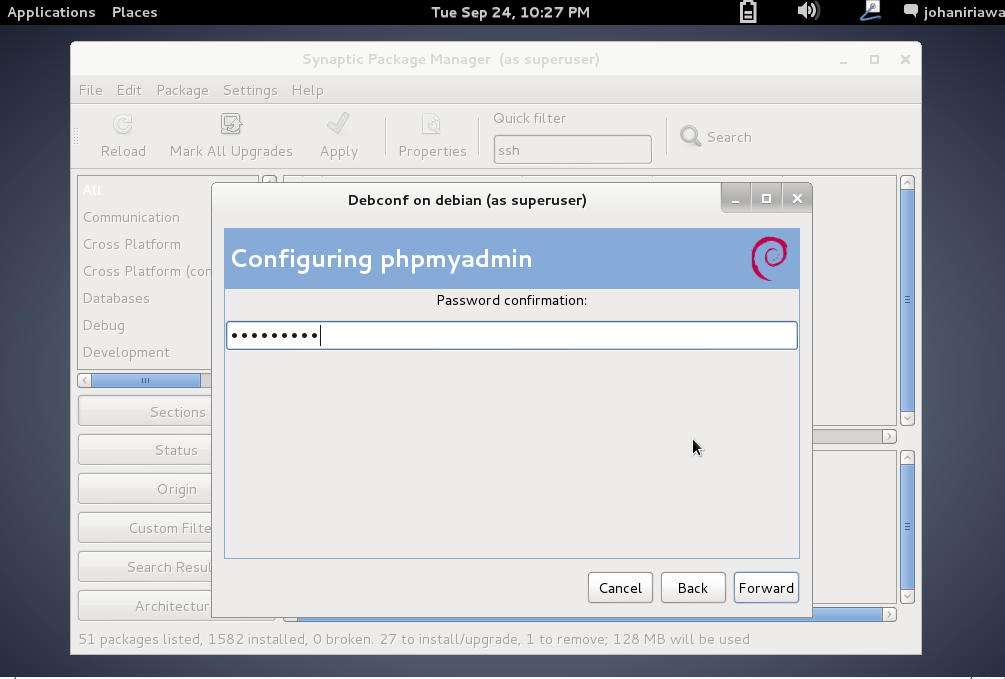 Applications Places Tue Sep 24, 10:27 PM johaniriawa
Synaptic Package Manager (as superuser)
File Edit Package Settings Help
Quick filter
Reload Mark All Upgrades Apply Properties ssh Search
All
Communication
Cross Platform
Cross Platform (con
Databases
Debug
Development
Sections
Status
Origin
Custom Filte
Search Resul
Architectur
Debconf on debian (as superuser)
Configuring phpmyadmin
Password confirmation:
•••••••••
Cancel Back Forward
51 packages listed, 1582 installed, 0 broken. 27 to install/upgrade, 1 to remove; 128 MB will be used